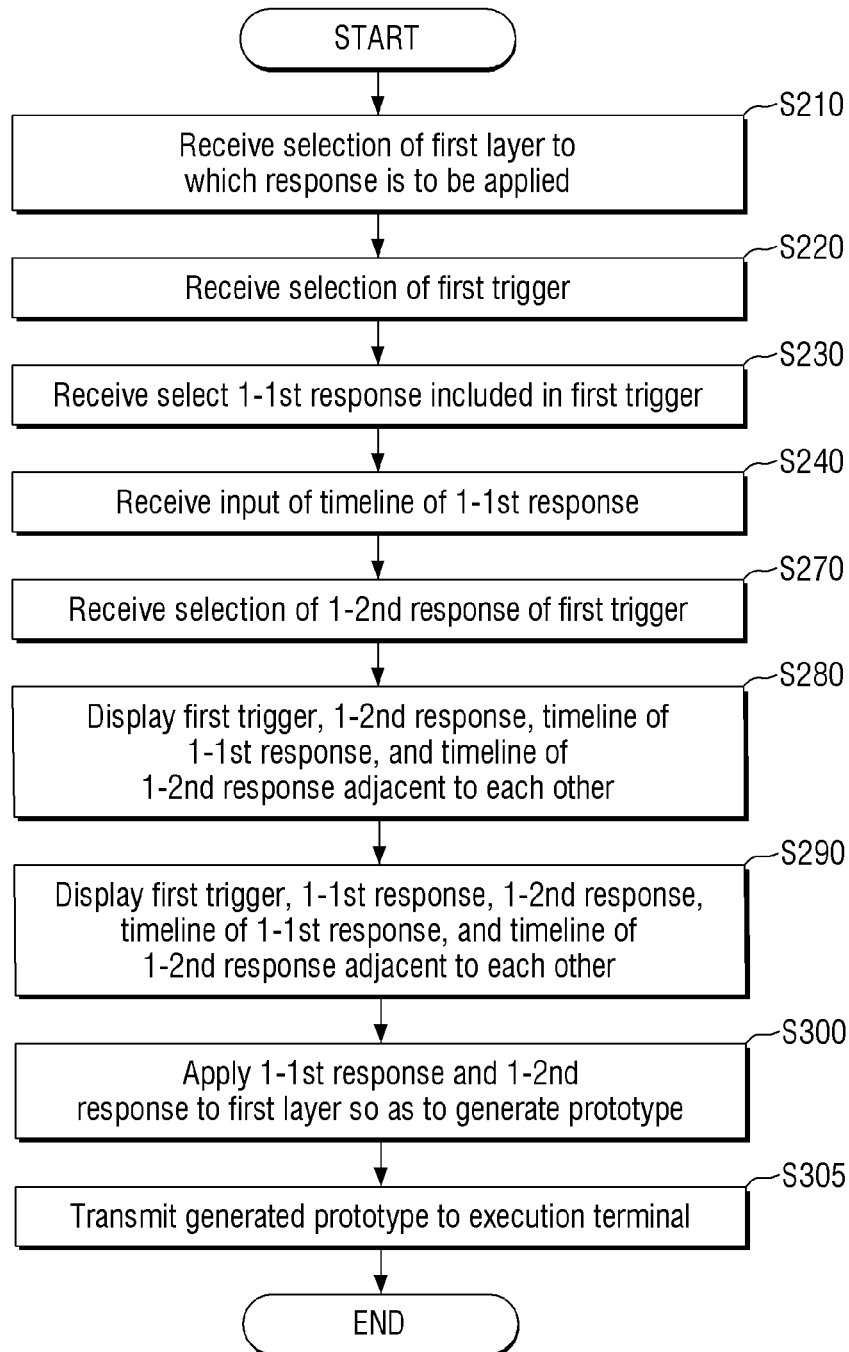 START
S210
Receive selection of first layer to
which response is to be applied
S220
Receive selection of first trigger
S230
Receive select 1-1st response included in first trigger
S240
Receive input of timeline of 1-1st response
S270
Receive selection of 1-2nd response of first trigger
S280
Display first trigger, 1-2nd response, timeline of
1-1st response, and timeline of
1-2nd response adjacent to each other
S290
Display first trigger, 1-1st response, 1-2nd response,
timeline of 1-1st response, and timeline of
1-2nd response adjacent to each other
S300
Apply 1-1st response and 1-2nd
response to first layer so as to generate prototype
S305
Transmit generated prototype to execution terminal
END